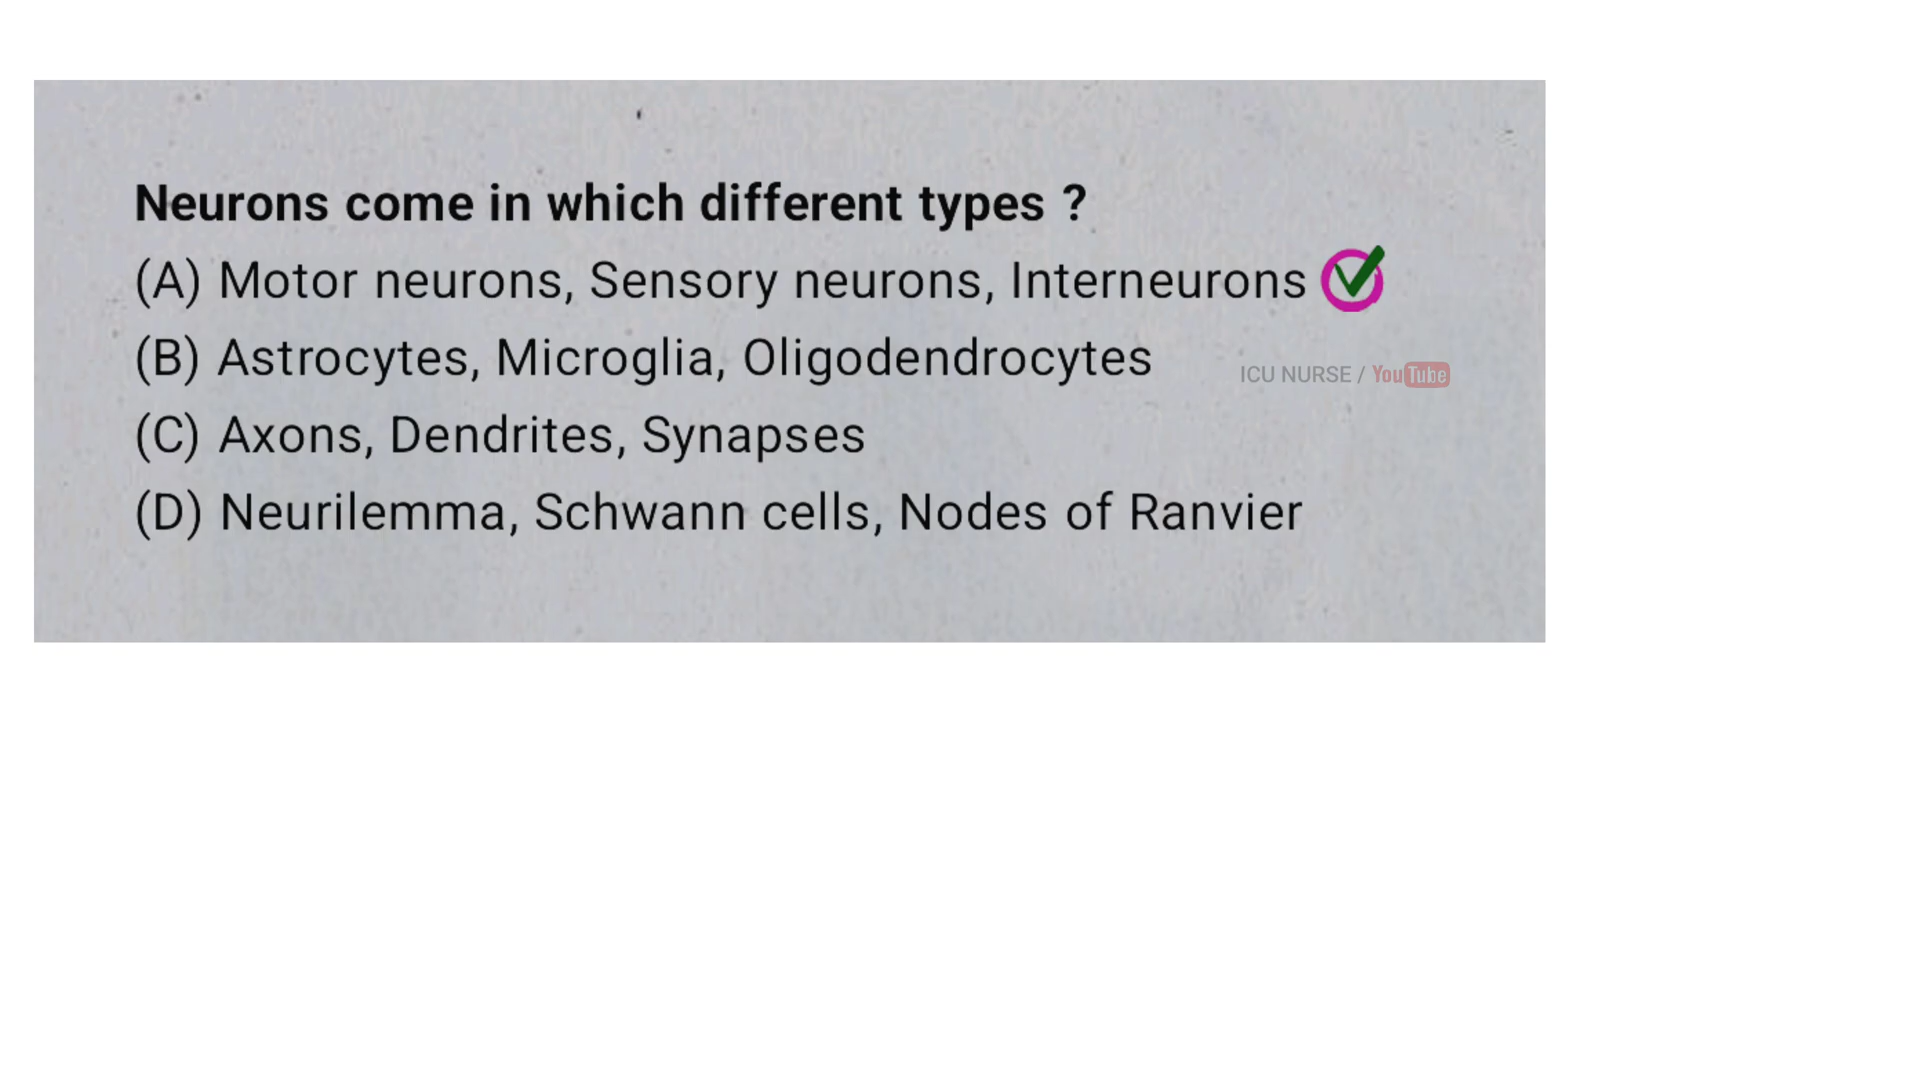 Neurons come in which different types ?
(A) Motor neurons, Sensory neurons, Interneurons
(B) Astrocytes, Microglia, Oligodendrocytes
ICU NURSE / YouTube
(C) Axons, Dendrites, Synapses
(D) Neurilemma, Schwann cells, Nodes of Ranvier